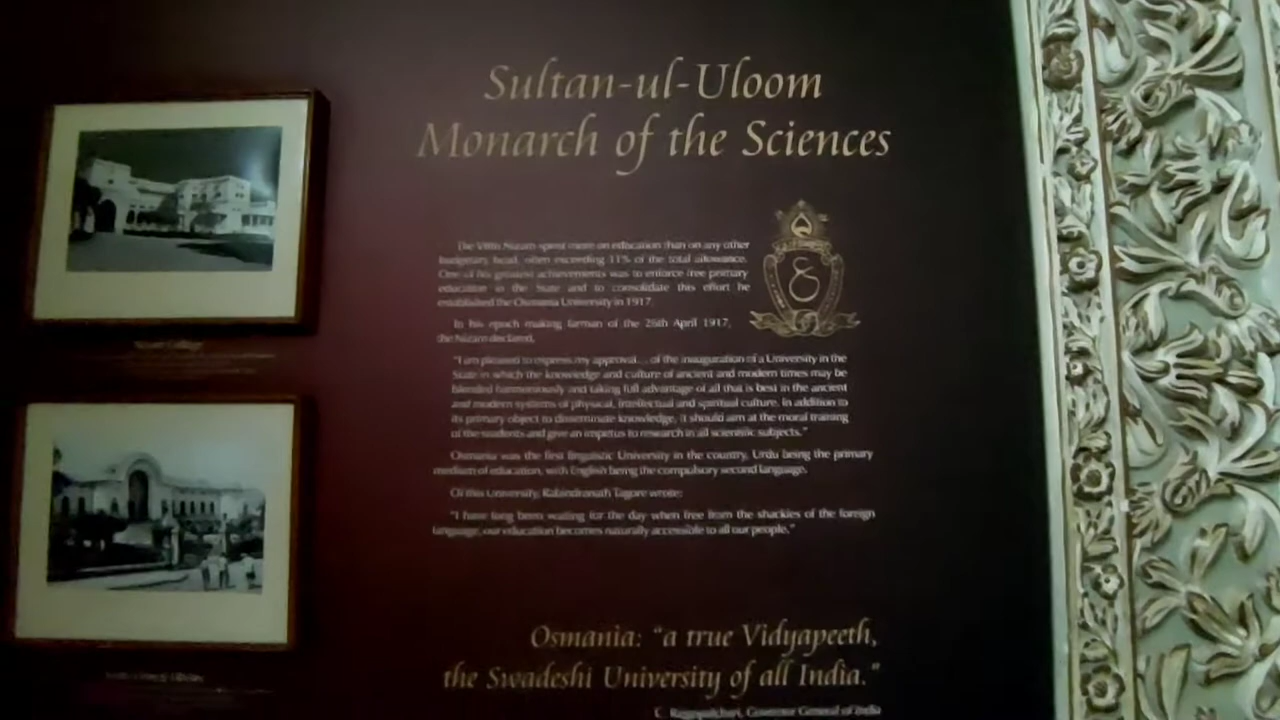 Sultan-ul-Uloom
Monarch of the Sciences
The VIIth Nizam spent more on education than on any other
budgetary head, often exceeding 11% of the total allowance.
One of his greatest achievements was to enforce free primary
education in the State and to consolidate this effort he
established the Osmania University in 1917.
In his epoch making farman of the 26th April 1917,
the Nizam declared,
"I am pleased to express my approval... of the inauguration of a University in the
State in which the knowledge and culture of ancient and modern times may be
blended harmoniously and taking full advantage of all that is best in the ancient
and modern systems of physical, intellectual and spiritual culture. In addition to
its primary object to disseminate knowledge, it should aim at the moral training
of the students and give an impetus to research in all scientific subjects."
Osmania was the first linguistic University in the country, Urdu being the primary
medium of education, with English being the compulsory second language.
Of this University, Rabindranath Tagore wrote:
"I have long been waiting for the day when free from the shackles of the foreign
language, our education becomes naturally accessible to all our people."
Osmania: "a true Vidyapeeth,
the Swadeshi University of all India."
C. Rajgopalchari, Governor General of India